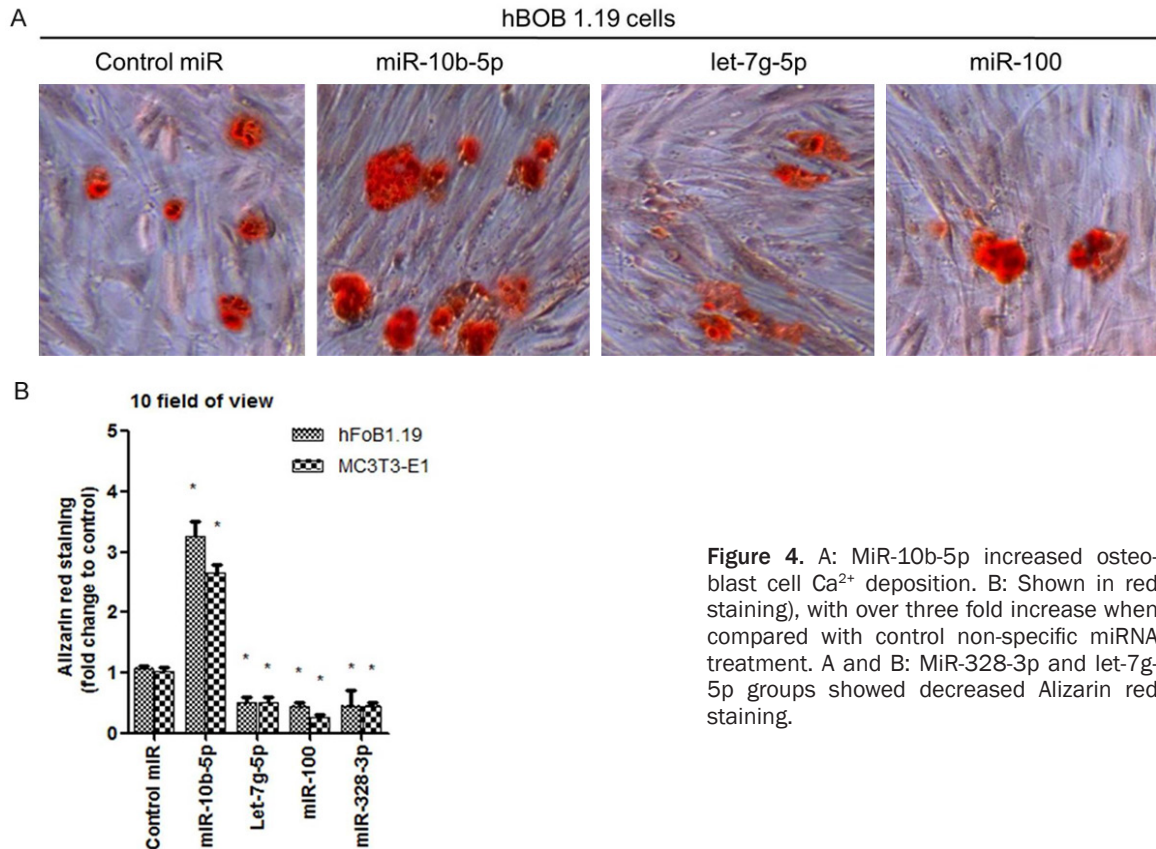 A
hBOB 1.19 cells
Control miR
miR-10b-5p
let-7g-5p
miR-100
B
10 field of view
hFoB1.19
MC3T3-E1
Alizarin red staining
(fold change to control)
5
4
3
2
1
0
* *
* *
* *
* *
Control miR
miR-10b-5p
Let-7g-5p
miR-100
miR-328-3p
Figure 4. A: MiR-10b-5p increased osteo-
blast cell Ca²⁺ deposition. B: Shown in red
staining), with over three fold increase when
compared with control non-specific miRNA
treatment. A and B: MiR-328-3p and let-7g-
5p groups showed decreased Alizarin red
staining.